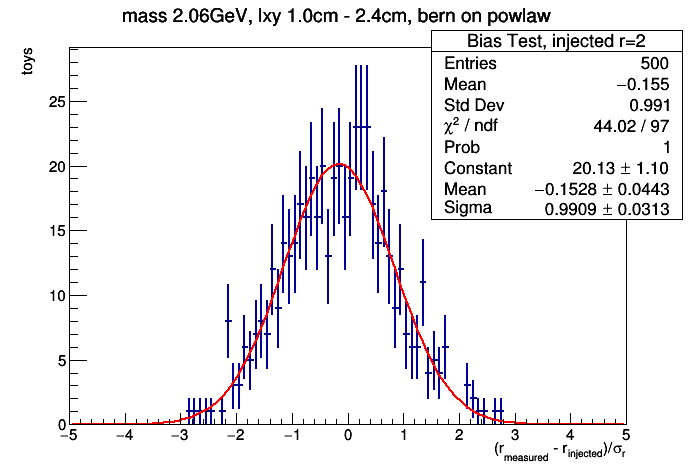 mass 2.06GeV, lxy 1.0cm - 2.4cm, bern on powlaw
Bias Test, injected r=2
Entries 500
Mean −0.155
Std Dev 0.991
χ² / ndf 44.02 / 97
Prob 1
Constant 20.13 ± 1.10
Mean −0.1528 ± 0.0443
Sigma 0.9909 ± 0.0313
toys
25
20
15
10
5
0
−5 −4 −3 −2 −1 0 1 2 3 4 5
(r_measured - r_injected)/σ_r